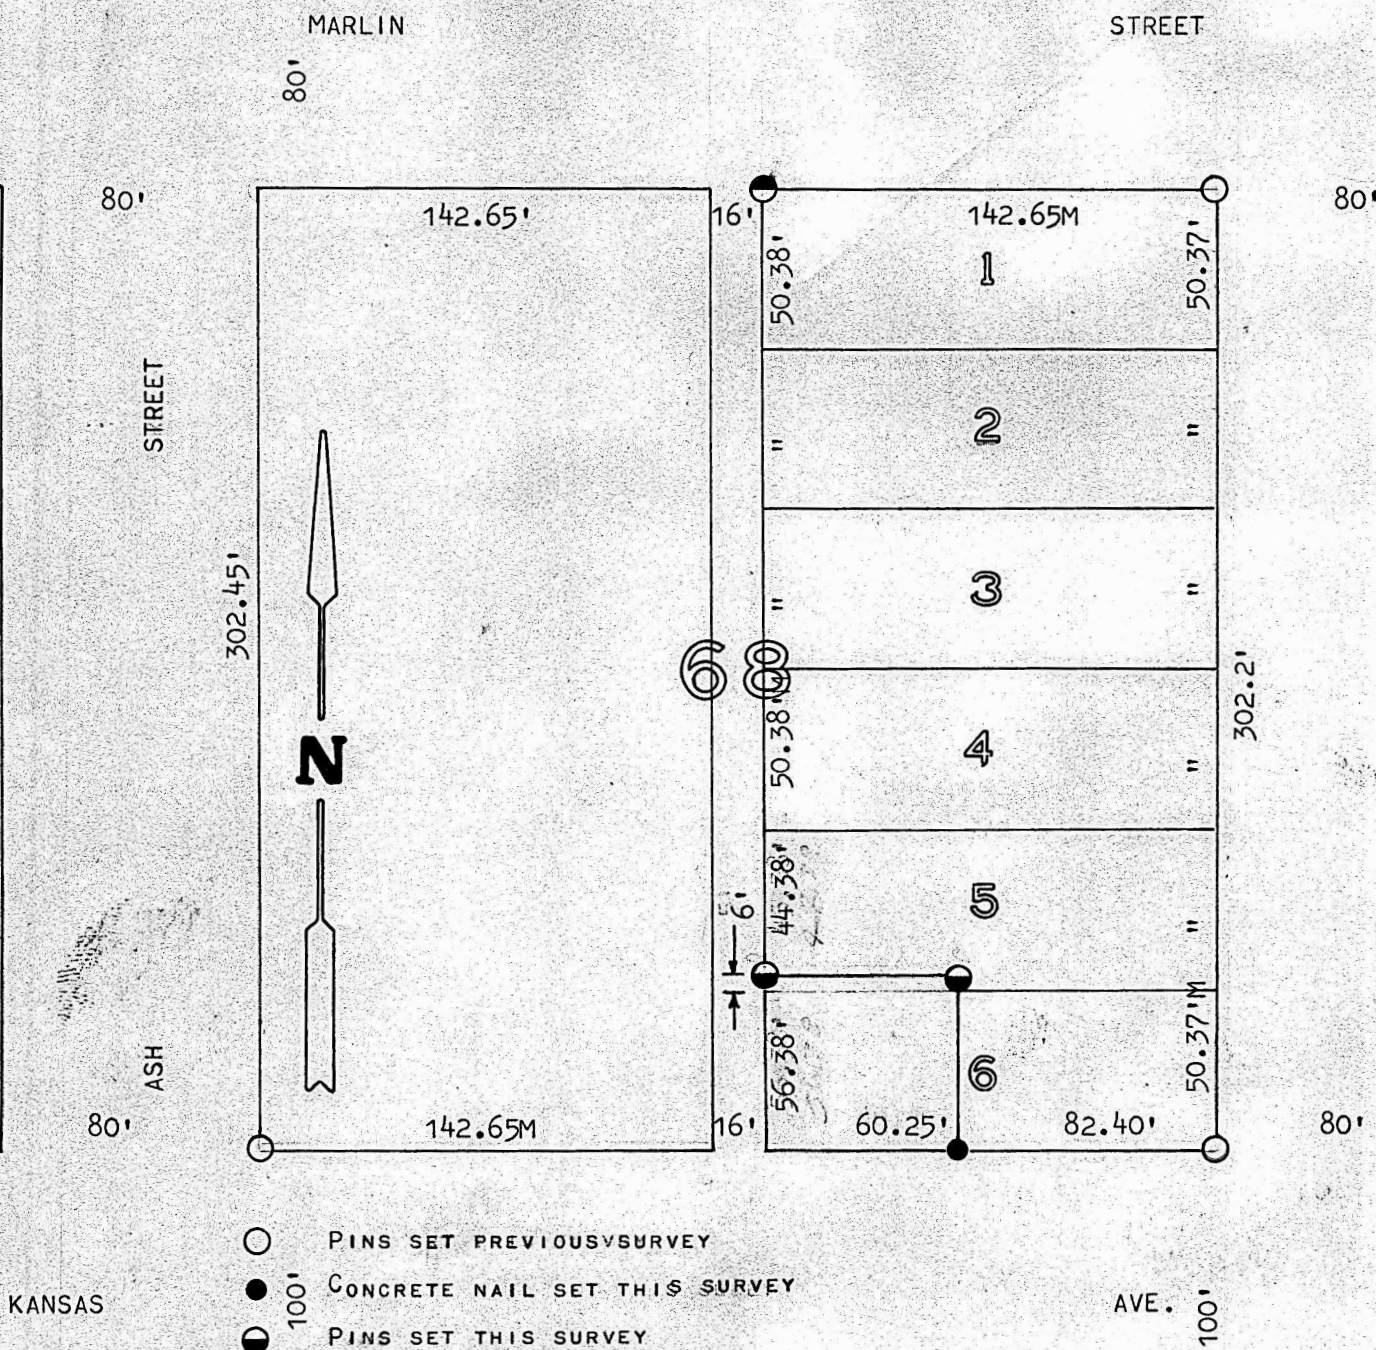 MARLIN STREET
80'
80' 142.65' 16' 142.65M 80'
50.38' 1 50.37'
STREET
" 2 "
302.45'
" 3 "
68
302.2'
N
50.38'M 4 "
6' 44.38' 5 "
ASH
56.38' 6 50.37'M
80' 142.65M 16' 60.25' 82.40' 80'
PINS SET PREVIOUSVSURVEY
CONCRETE NAIL SET THIS SURVEY
KANSAS 100' AVE. 100'
PINS SET THIS SURVEY